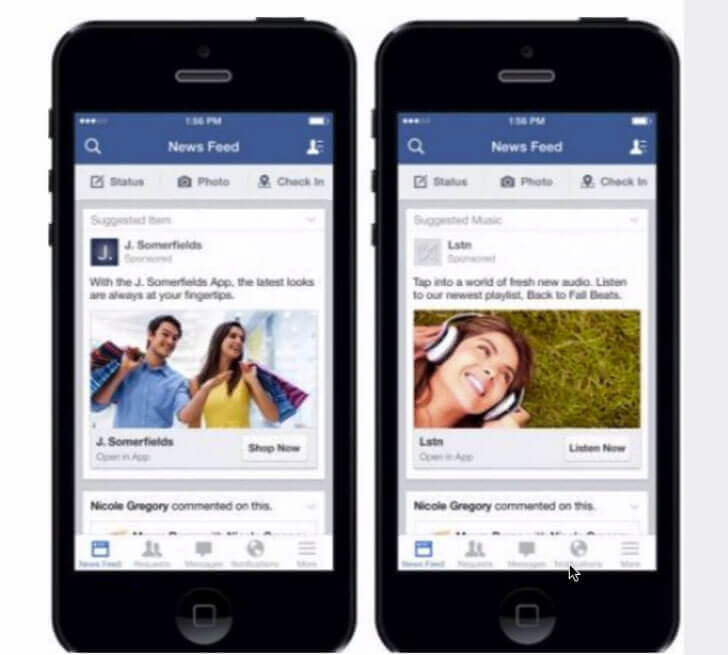 1:56 PM
News Feed
Status Photo Check In
Suggested Item
J.
J. Somerfields
Sponsored
With the J. Somerfields App, the latest looks
are always at your fingertips.
J. Somerfields
Open in App
Shop Now
Nicole Gregory commented on this.
News Feed Requests Messages Notifications More
1:56 PM
News Feed
Status Photo Check In
Suggested Music
Lstn
Sponsored
Tap into a world of fresh new audio. Listen
to our newest playlist, Back to Fall Beats.
Lstn
Open in App
Listen Now
Nicole Gregory commented on this.
News Feed Requests Messages Notifications More